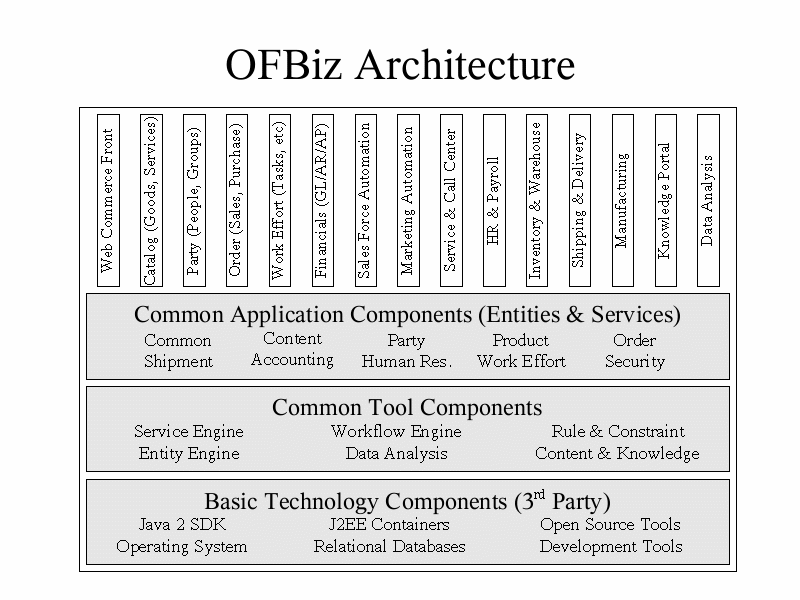 OFBiz Architecture
Web Commerce Front
Catalog (Goods, Services)
Party (People, Groups)
Order (Sales, Purchase)
Work Effort (Tasks, etc)
Financials (GL/AR/AP)
Sales Force Automation
Marketing Automation
Service & Call Center
HR & Payroll
Inventory & Warehouse
Shipping & Delivery
Manufacturing
Knowledge Portal
Data Analysis
Common Application Components (Entities & Services)
Common Content Party Product Order
Shipment Accounting Human Res. Work Effort Security
Common Tool Components
Service Engine Workflow Engine Rule & Constraint
Entity Engine Data Analysis Content & Knowledge
Basic Technology Components (3rd Party)
Java 2 SDK J2EE Containers Open Source Tools
Operating System Relational Databases Development Tools